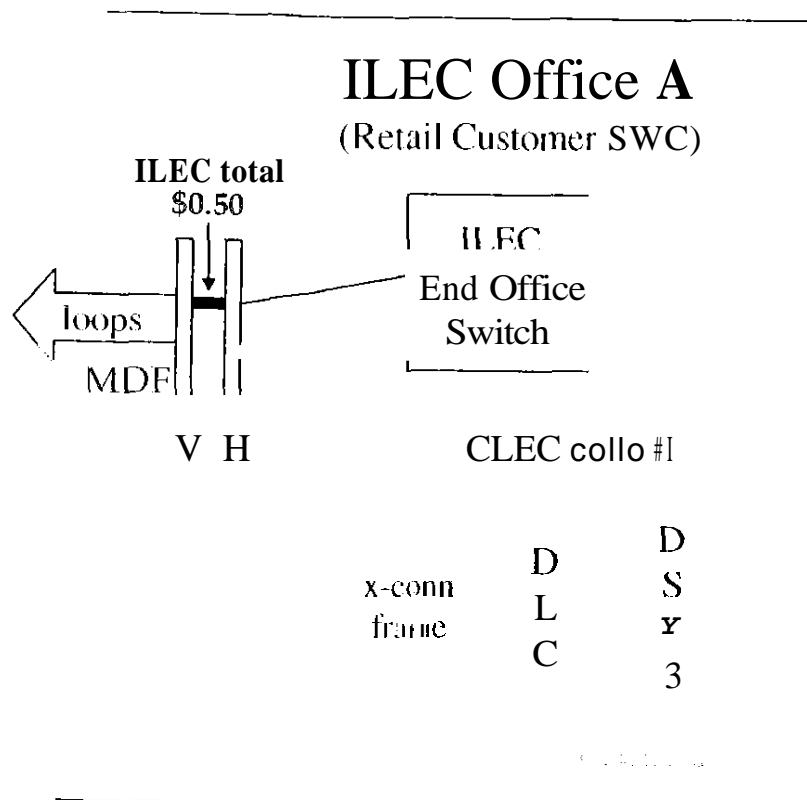 ILEC Office A
(Retail Customer SWC)
ILEC total
$0.50
ILEC
End Office
Switch
loops
MDF
V H
CLEC collo #I
x-conn
frame
D
L
C
D
S
Y
3